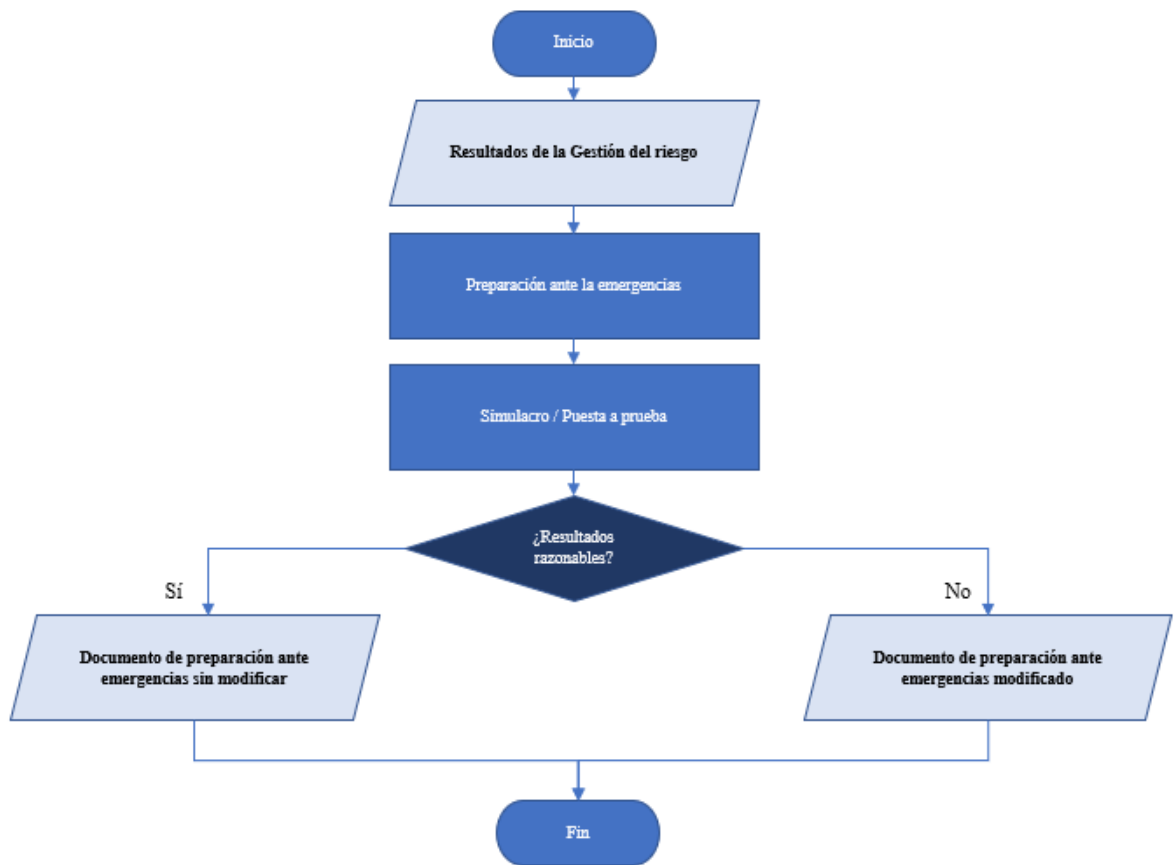 Inicio
Resultados de la Gestión del riesgo
Preparación ante la emergencias
Simulacro / Puesta a prueba
¿Resultados
razonables?
Sí
No
Documento de preparación ante
emergencias sin modificar
Documento de preparación ante
emergencias modificado
Fin